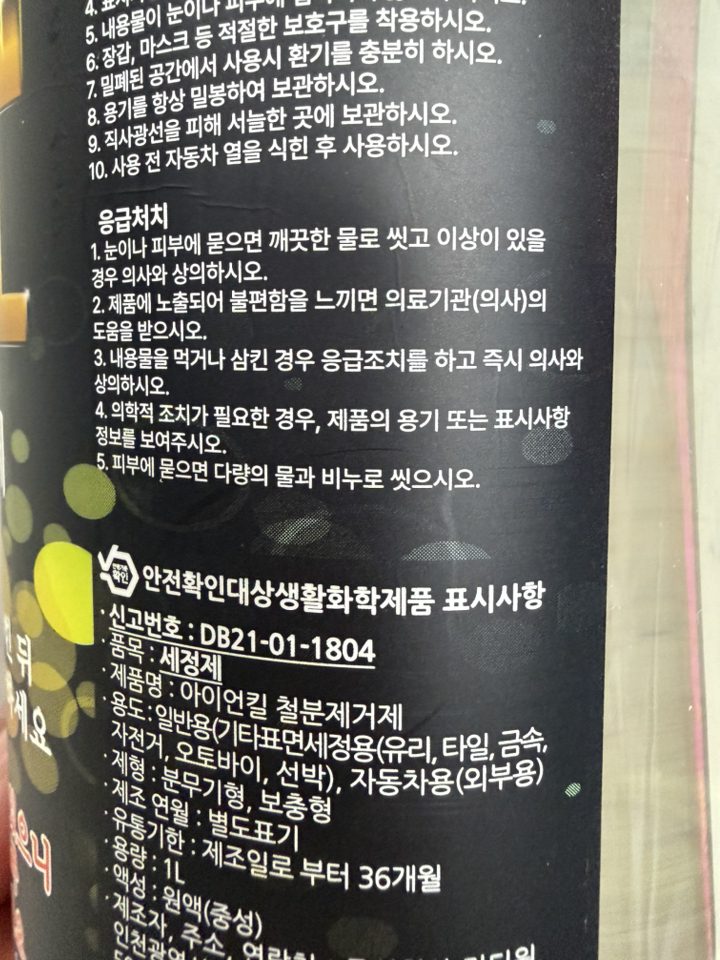 5. 내용물이 눈이나 피부에
6. 장갑, 마스크 등 적절한 보호구를 착용하시오.
7. 밀폐된 공간에서 사용시 환기를 충분히 하시오.
8. 용기를 항상 밀봉하여 보관하시오.
9. 직사광선을 피해 서늘한 곳에 보관하시오.
10. 사용 전 자동차 열을 식힌 후 사용하시오.
응급처치
1. 눈이나 피부에 묻으면 깨끗한 물로 씻고 이상이 있을
경우 의사와 상의하시오.
2. 제품에 노출되어 불편함을 느끼면 의료기관(의사)의
도움을 받으시오.
3. 내용물을 먹거나 삼킨 경우 응급조치를 하고 즉시 의사와
상의하시오.
4. 의학적 조치가 필요한 경우, 제품의 용기 또는 표시사항
정보를 보여주시오.
5. 피부에 묻으면 다량의 물과 비누로 씻으시오.
안전확인대상생활화학제품 표시사항
· 신고번호 : DB21-01-1804
· 품목 : 세정제
· 제품명 : 아이언킬 철분제거제
· 용도 : 일반용(기타표면세정용(유리, 타일, 금속,
자전거, 오토바이, 선박), 자동차용(외부용)
· 제형 : 분무기형, 보충형
· 제조 연월 : 별도표기
· 유통기한 : 제조일로 부터 36개월
· 용량 : 1L
· 액성 : 원액(중성)
· 제조자, 주소,
인천광역